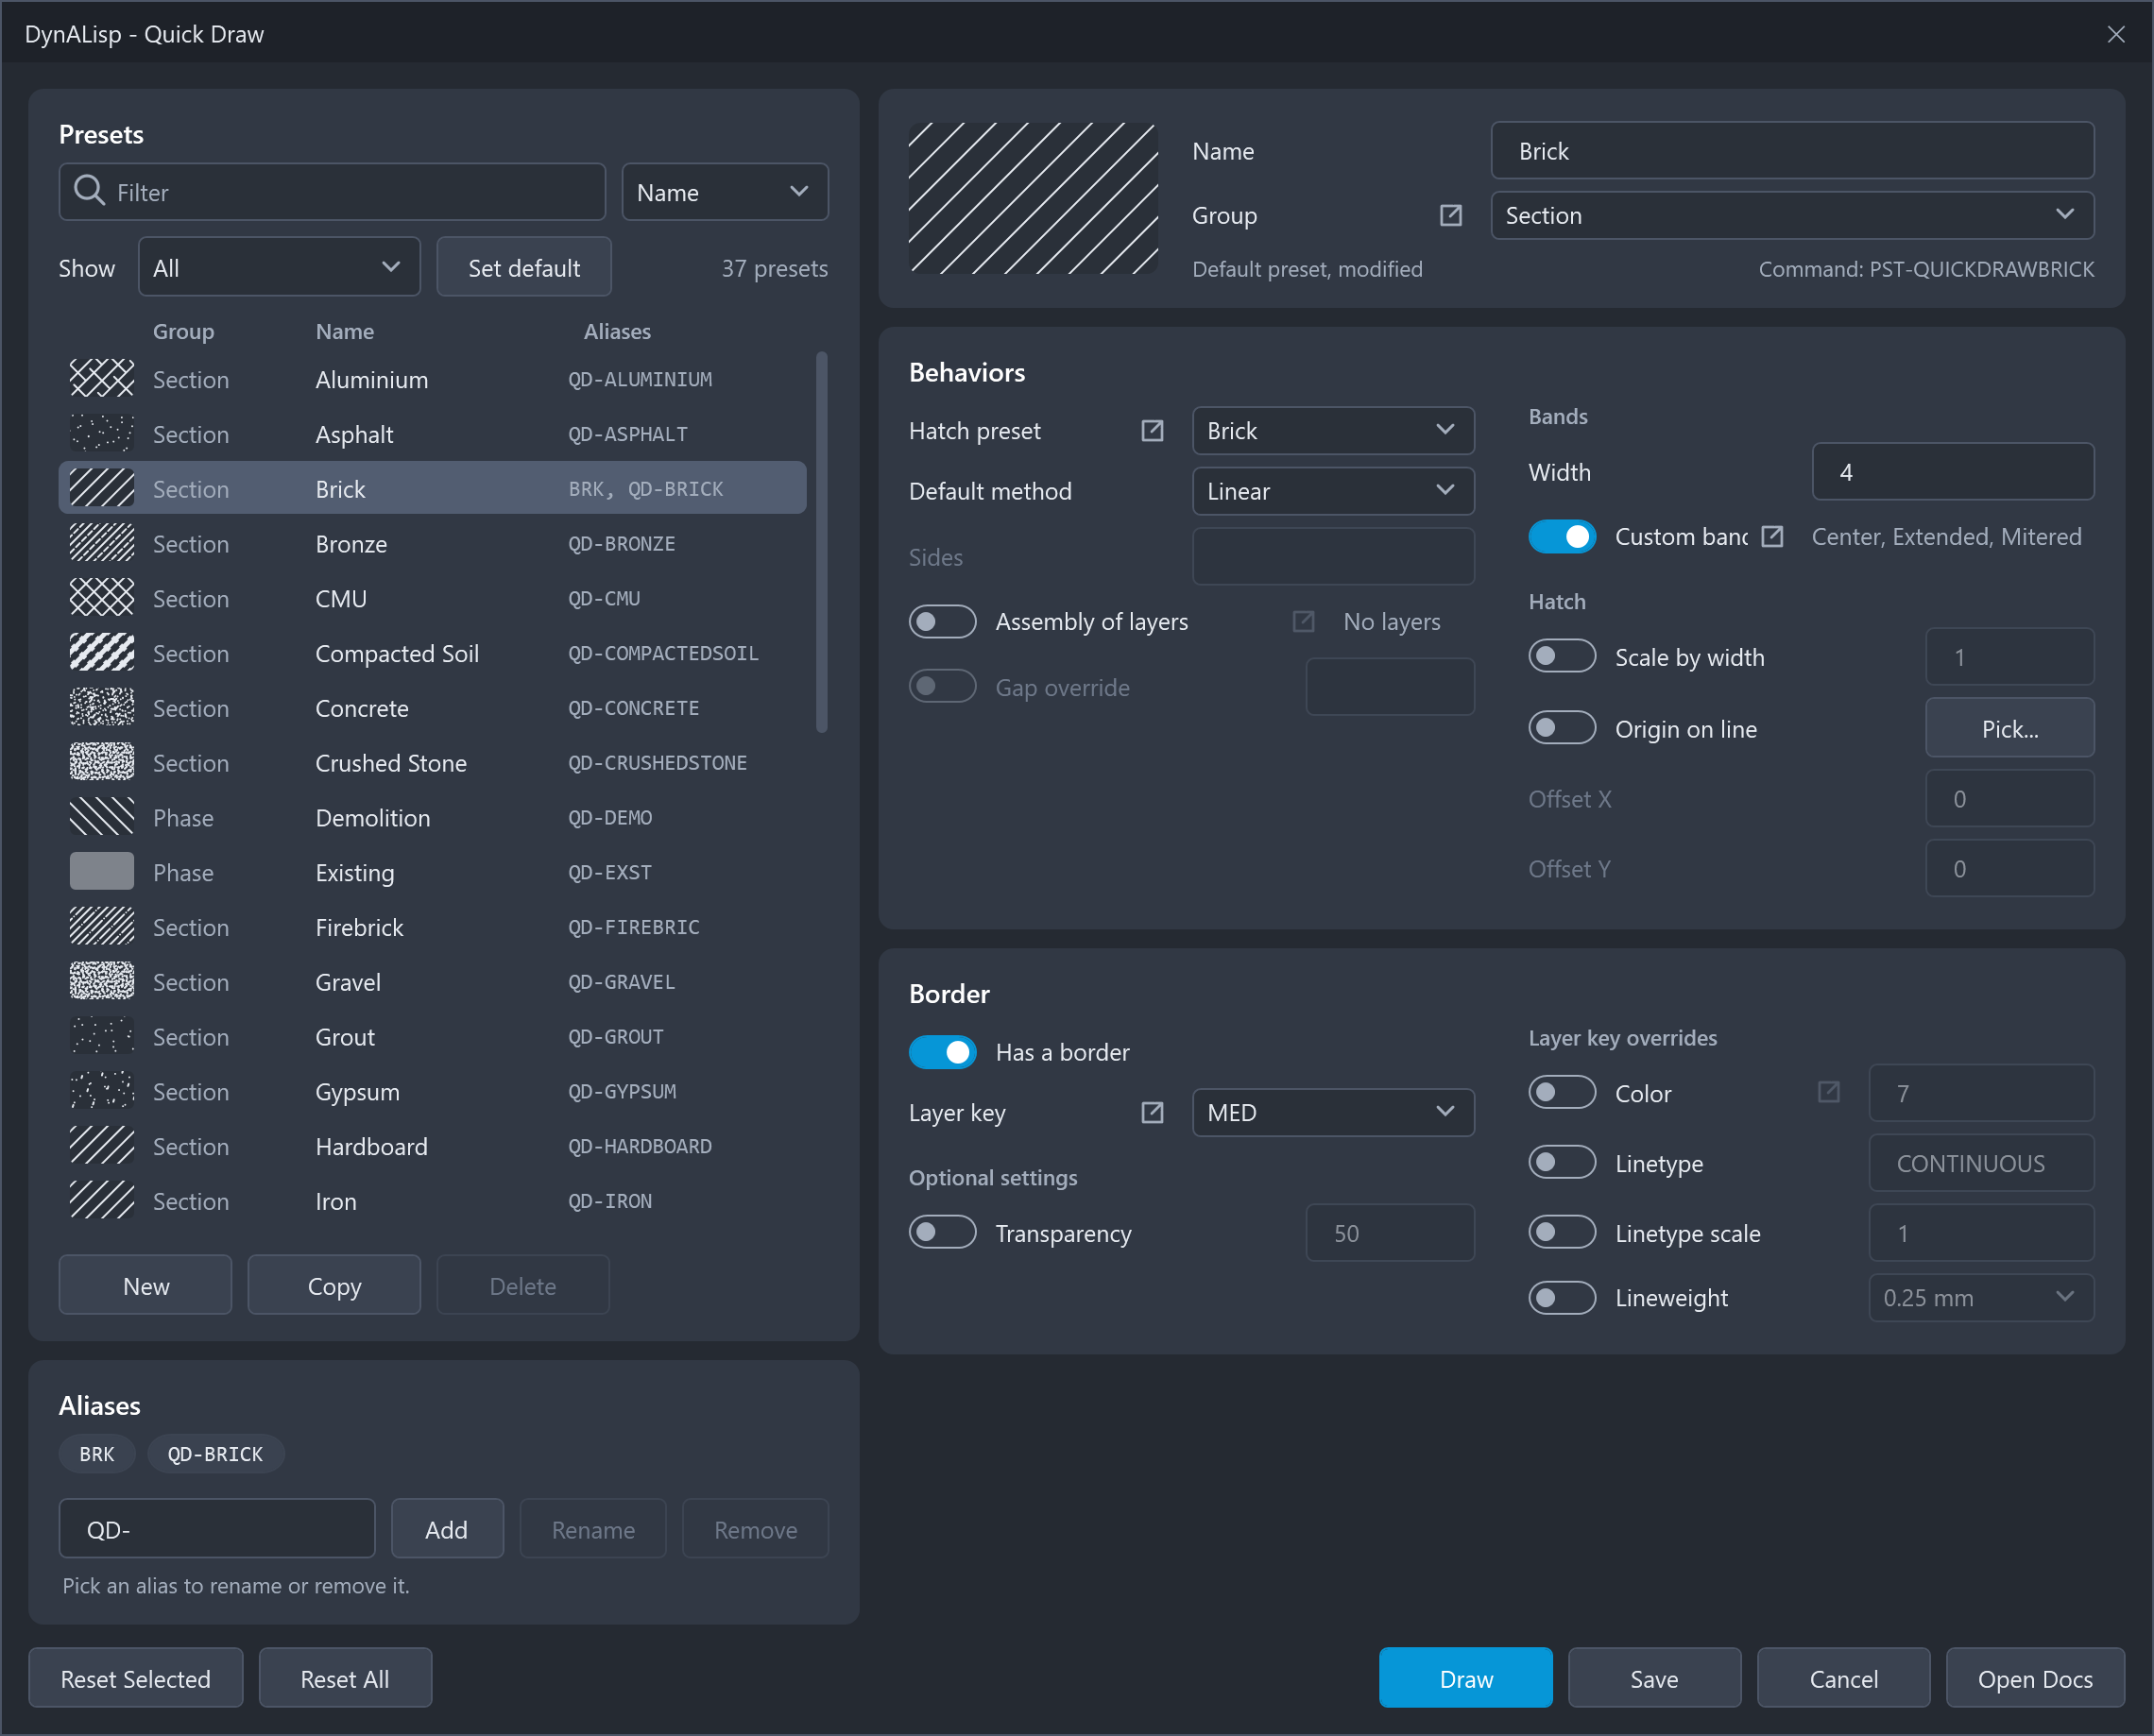 DynALisp - Quick Draw
Presets
Filter
Name
Show
All
Set default
37 presets
Group Name Aliases
Section Aluminium QD-ALUMINIUM
Section Asphalt QD-ASPHALT
Section Brick BRK, QD-BRICK
Section Bronze QD-BRONZE
Section CMU QD-CMU
Section Compacted Soil QD-COMPACTEDSOIL
Section Concrete QD-CONCRETE
Section Crushed Stone QD-CRUSHEDSTONE
Phase Demolition QD-DEMO
Phase Existing QD-EXST
Section Firebrick QD-FIREBRIC
Section Gravel QD-GRAVEL
Section Grout QD-GROUT
Section Gypsum QD-GYPSUM
Section Hardboard QD-HARDBOARD
Section Iron QD-IRON
New Copy Delete
Aliases
BRK QD-BRICK
QD- Add Rename Remove
Pick an alias to rename or remove it.
Reset Selected Reset All
Name Brick
Group Section
Default preset, modified Command: PST-QUICKDRAWBRICK
Behaviors
Hatch preset Brick
Default method Linear
Sides
Assembly of layers No layers
Gap override
Bands
Width 4
Custom banc Center, Extended, Mitered
Hatch
Scale by width 1
Origin on line Pick...
Offset X 0
Offset Y 0
Border
Has a border
Layer key MED
Optional settings
Transparency 50
Layer key overrides
Color 7
Linetype CONTINUOUS
Linetype scale 1
Lineweight 0.25 mm
Draw Save Cancel Open Docs